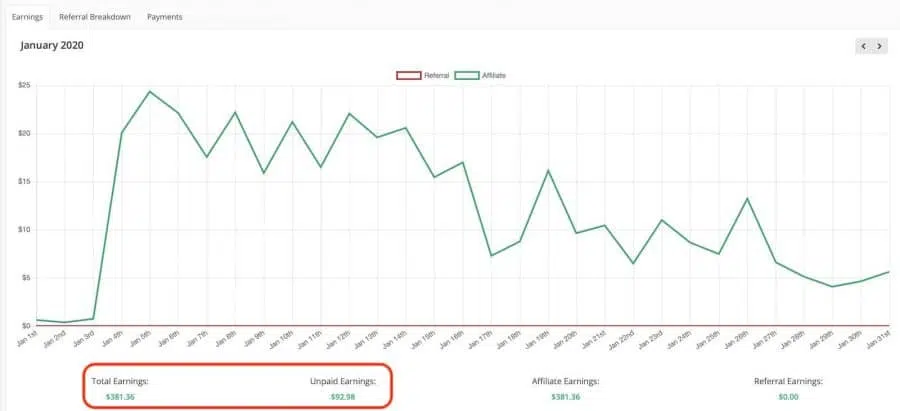 Earnings Referral Breakdown Payments
January 2020
< >
Referral Affiliate
$25
$20
$15
$10
$5
$0
Jan 1st Jan 2nd Jan 3rd Jan 4th Jan 5th Jan 6th Jan 7th Jan 8th Jan 9th Jan 10th Jan 11th Jan 12th Jan 13th Jan 14th Jan 15th Jan 16th Jan 17th Jan 18th Jan 19th Jan 20th Jan 21st Jan 22nd Jan 23rd Jan 24th Jan 25th Jan 26th Jan 27th Jan 28th Jan 29th Jan 30th Jan 31st
Total Earnings: Unpaid Earnings: Affiliate Earnings: Referral Earnings:
$381.36 $92.98 $381.36 $0.00